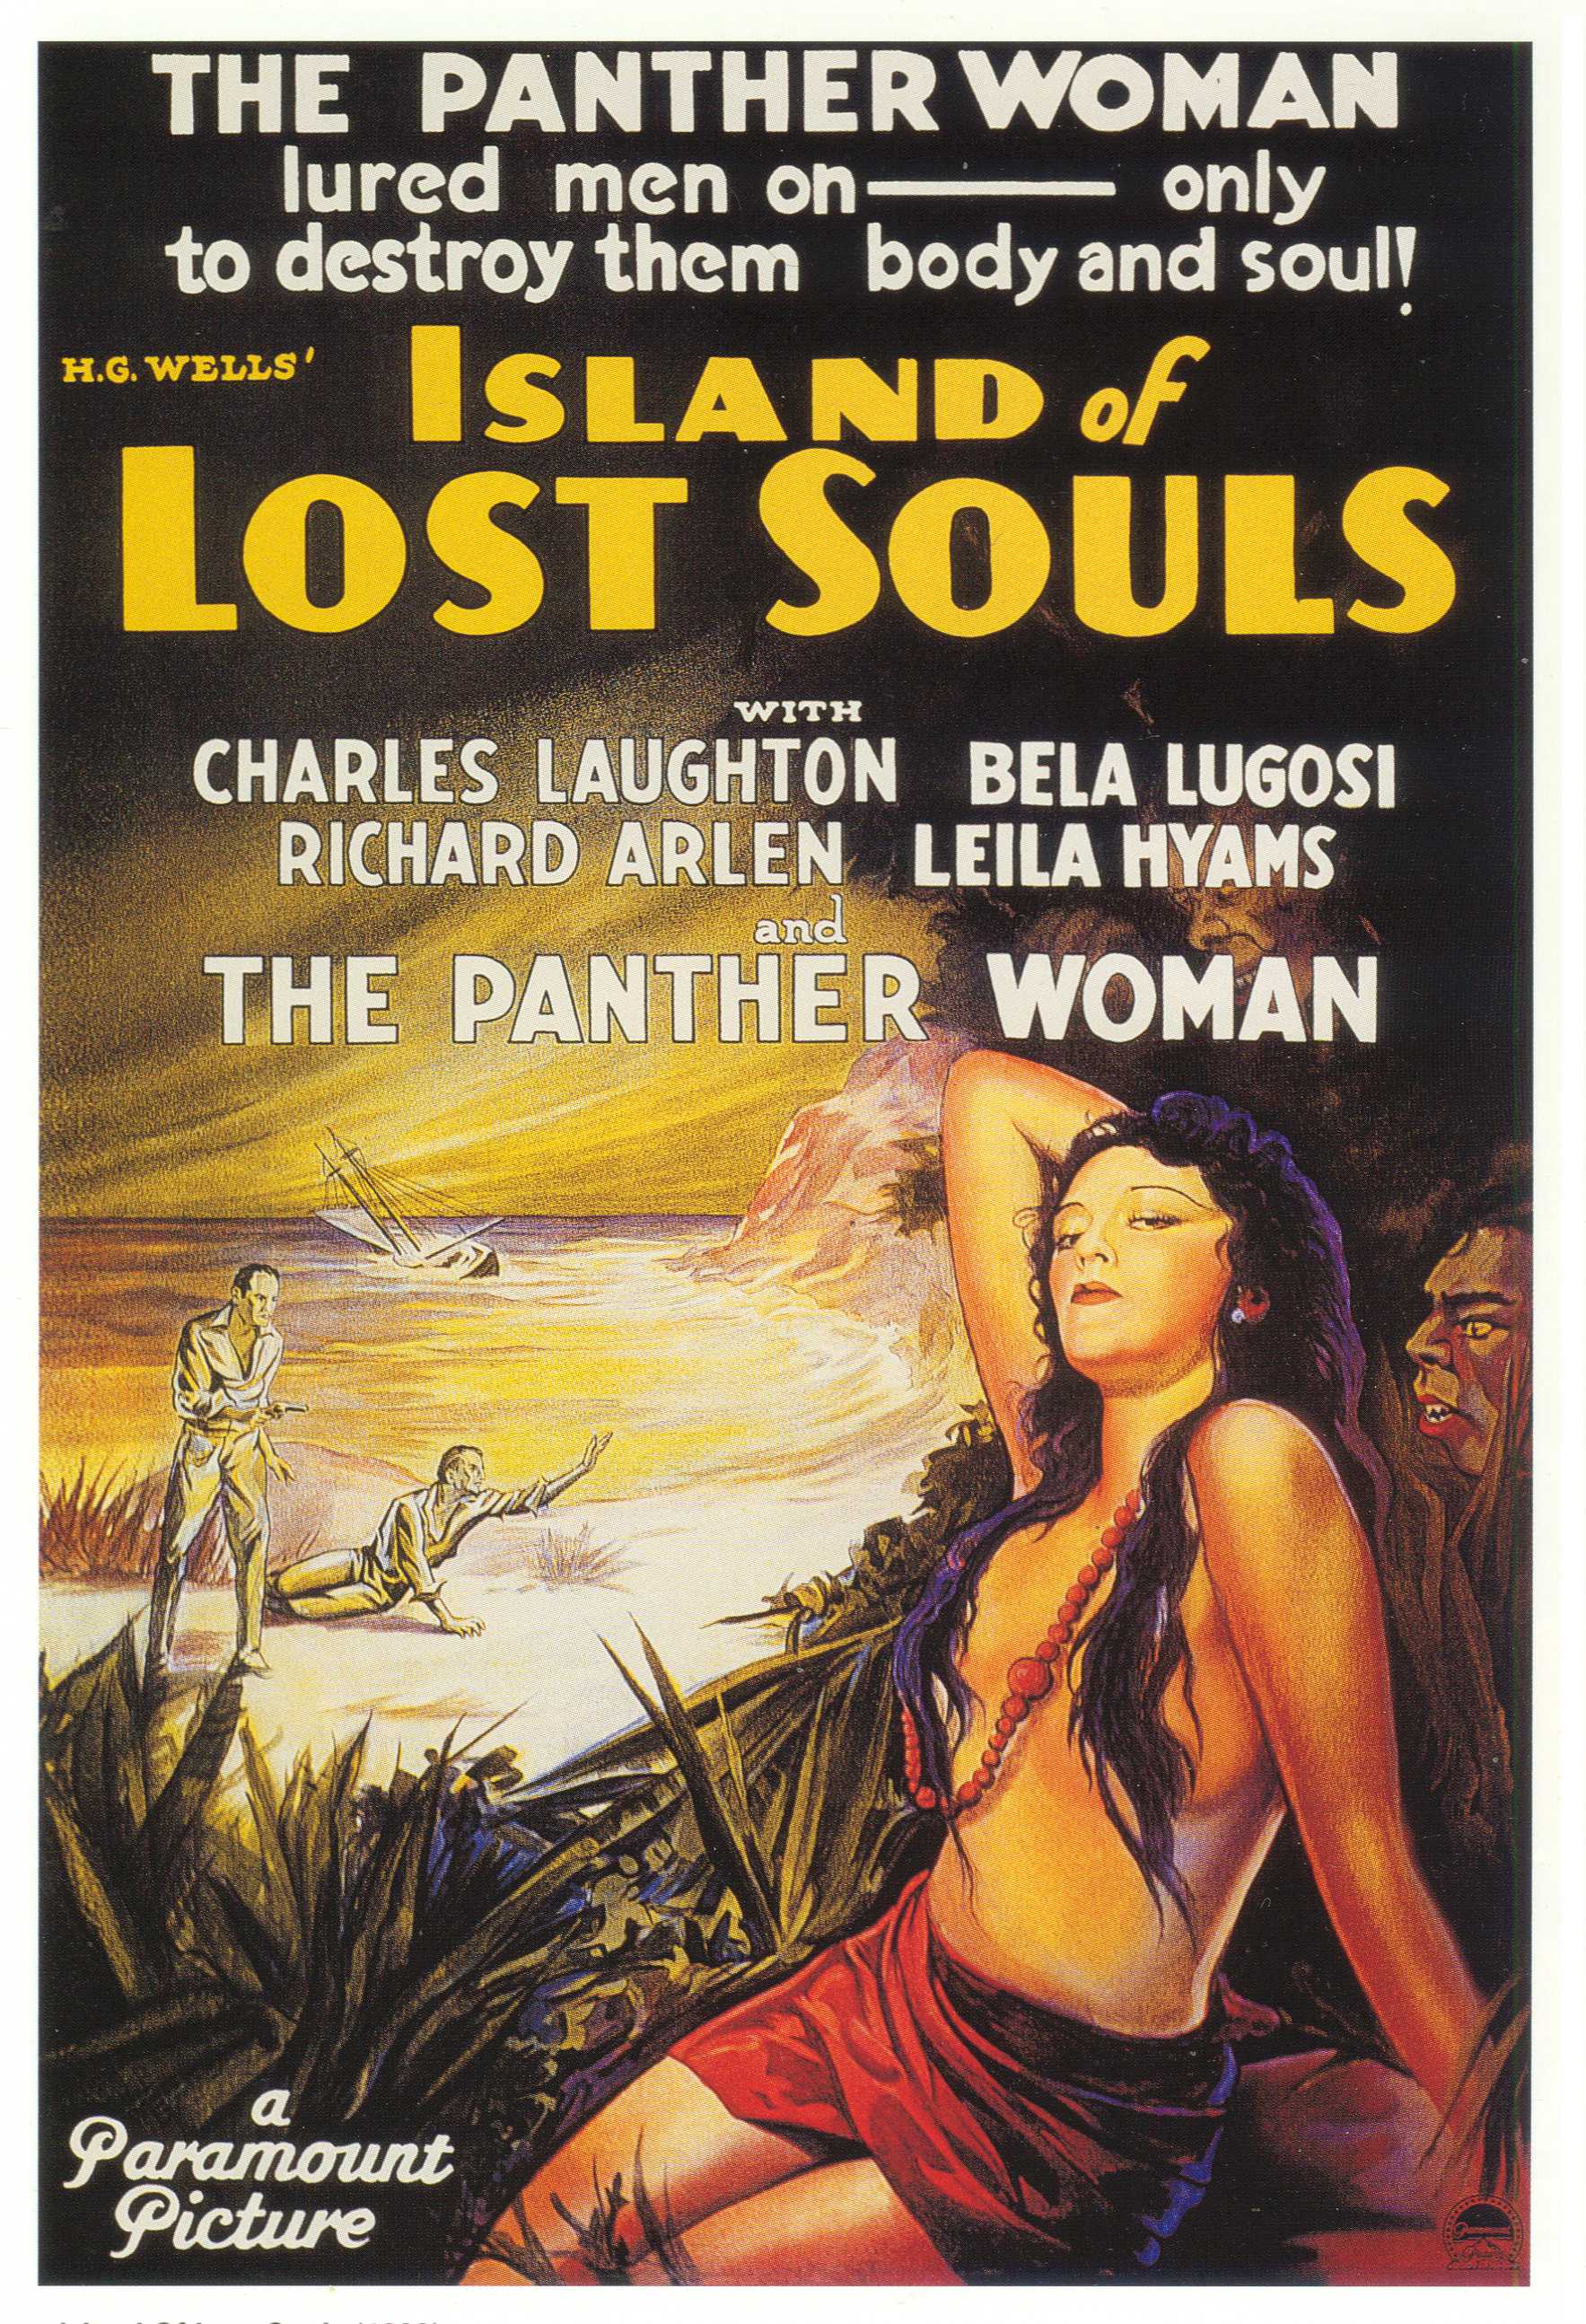 THE PANTHER WOMAN
lured men on— only
to destroy them body and soul!
H.G. WELLS' ISLAND of
LOST SOULS
WITH
CHARLES LAUGHTON BELA LUGOSI
RICHARD ARLEN LEILA HYAMS
and
THE PANTHER WOMAN
a
Paramount
Picture